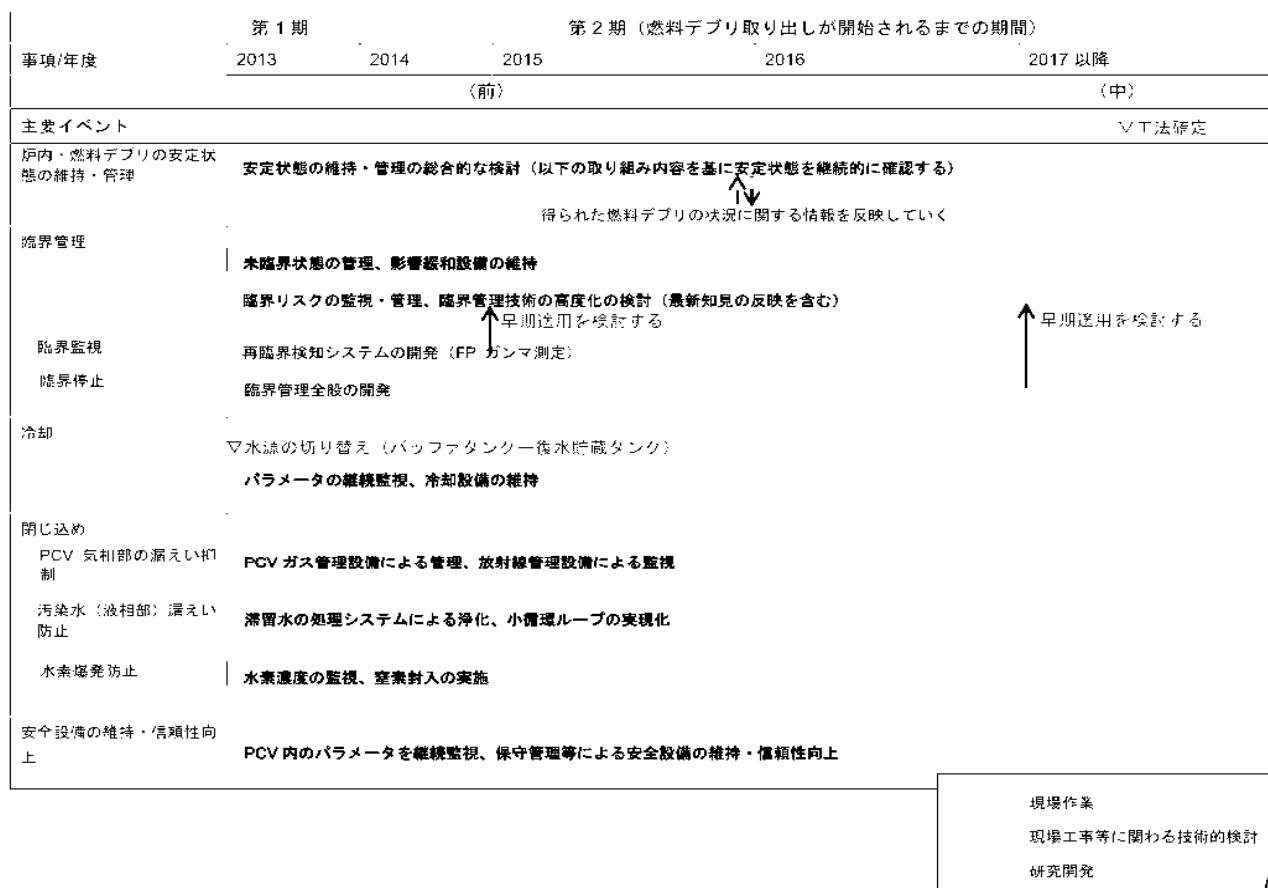 第1期 第2期（燃料デブリ取り出しが開始されるまでの期間）
事項/年度 2013 2014 2015 2016 2017 以降
（前） （中）
主要イベント ▽工法確定
炉内・燃料デブリの安定状
態の維持・管理
安定状態の維持・管理の総合的な検討（以下の取り組み内容を基に安定状態を継続的に確認する）
得られた燃料デブリの状況に関する情報を反映していく
臨界管理
未臨界状態の管理、影響緩和設備の維持
臨界リスクの監視・管理、臨界管理技術の高度化の検討（最新知見の反映を含む）
早期適用を検討する 早期適用を検討する
臨界監視 再臨界検知システムの開発（FP ガンマ測定）
臨界停止 臨界管理全般の開発
冷却
▽水源の切り替え（バッファタンクー復水貯蔵タンク）
パラメータの継続監視、冷却設備の維持
閉じ込め
PCV 気相部の漏えい抑
制
PCV ガス管理設備による管理、放射線管理設備による監視
汚染水（液相部）漏えい
防止
滞留水の処理システムによる浄化、小循環ループの実現化
水素爆発防止 水素濃度の監視、窒素封入の実施
安全設備の維持・信頼性向
上
PCV 内のパラメータを継続監視、保守管理等による安全設備の維持・信頼性向上
現場作業
現場工事等に関わる技術的検討
研究開発